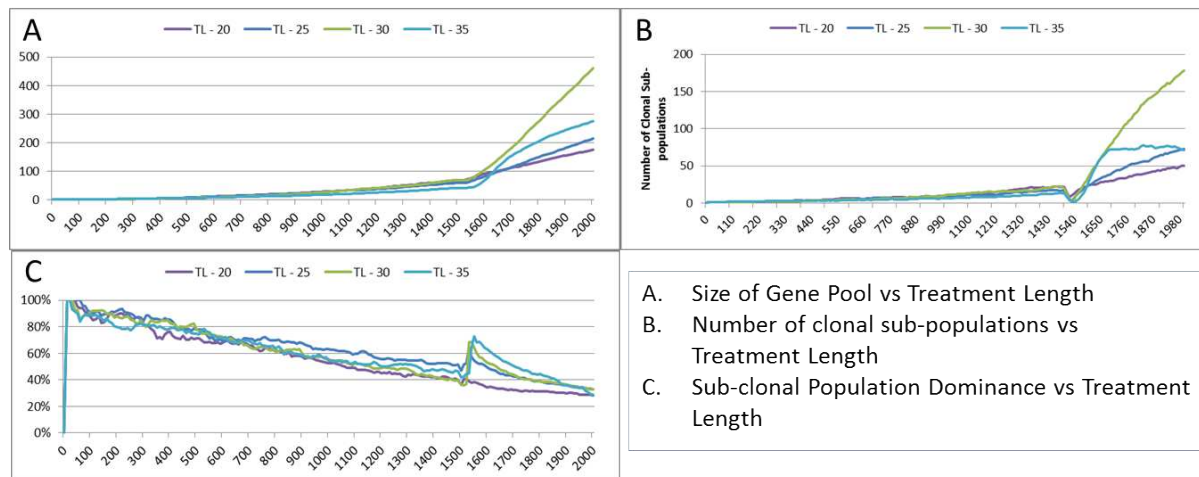 A
TL - 20 TL - 25 TL - 30 TL - 35
500
400
300
200
100
0
0 100 200 300 400 500 600 700 800 900 1000 1100 1200 1300 1400 1500 1600 1700 1800 1900 2000
B
TL - 20 TL - 25 TL - 30 TL - 35
Number of Clonal Sub-
populations
200
150
100
50
0
0 110 220 330 440 550 660 770 880 990 1100 1210 1320 1430 1540 1650 1760 1870 1980
C
TL - 20 TL - 25 TL - 30 TL - 35
100%
80%
60%
40%
20%
0%
0 100 200 300 400 500 600 700 800 900 1000 1100 1200 1300 1400 1500 1600 1700 1800 1900 2000
A. Size of Gene Pool vs Treatment Length
B. Number of clonal sub-populations vs
Treatment Length
C. Sub-clonal Population Dominance vs Treatment
Length